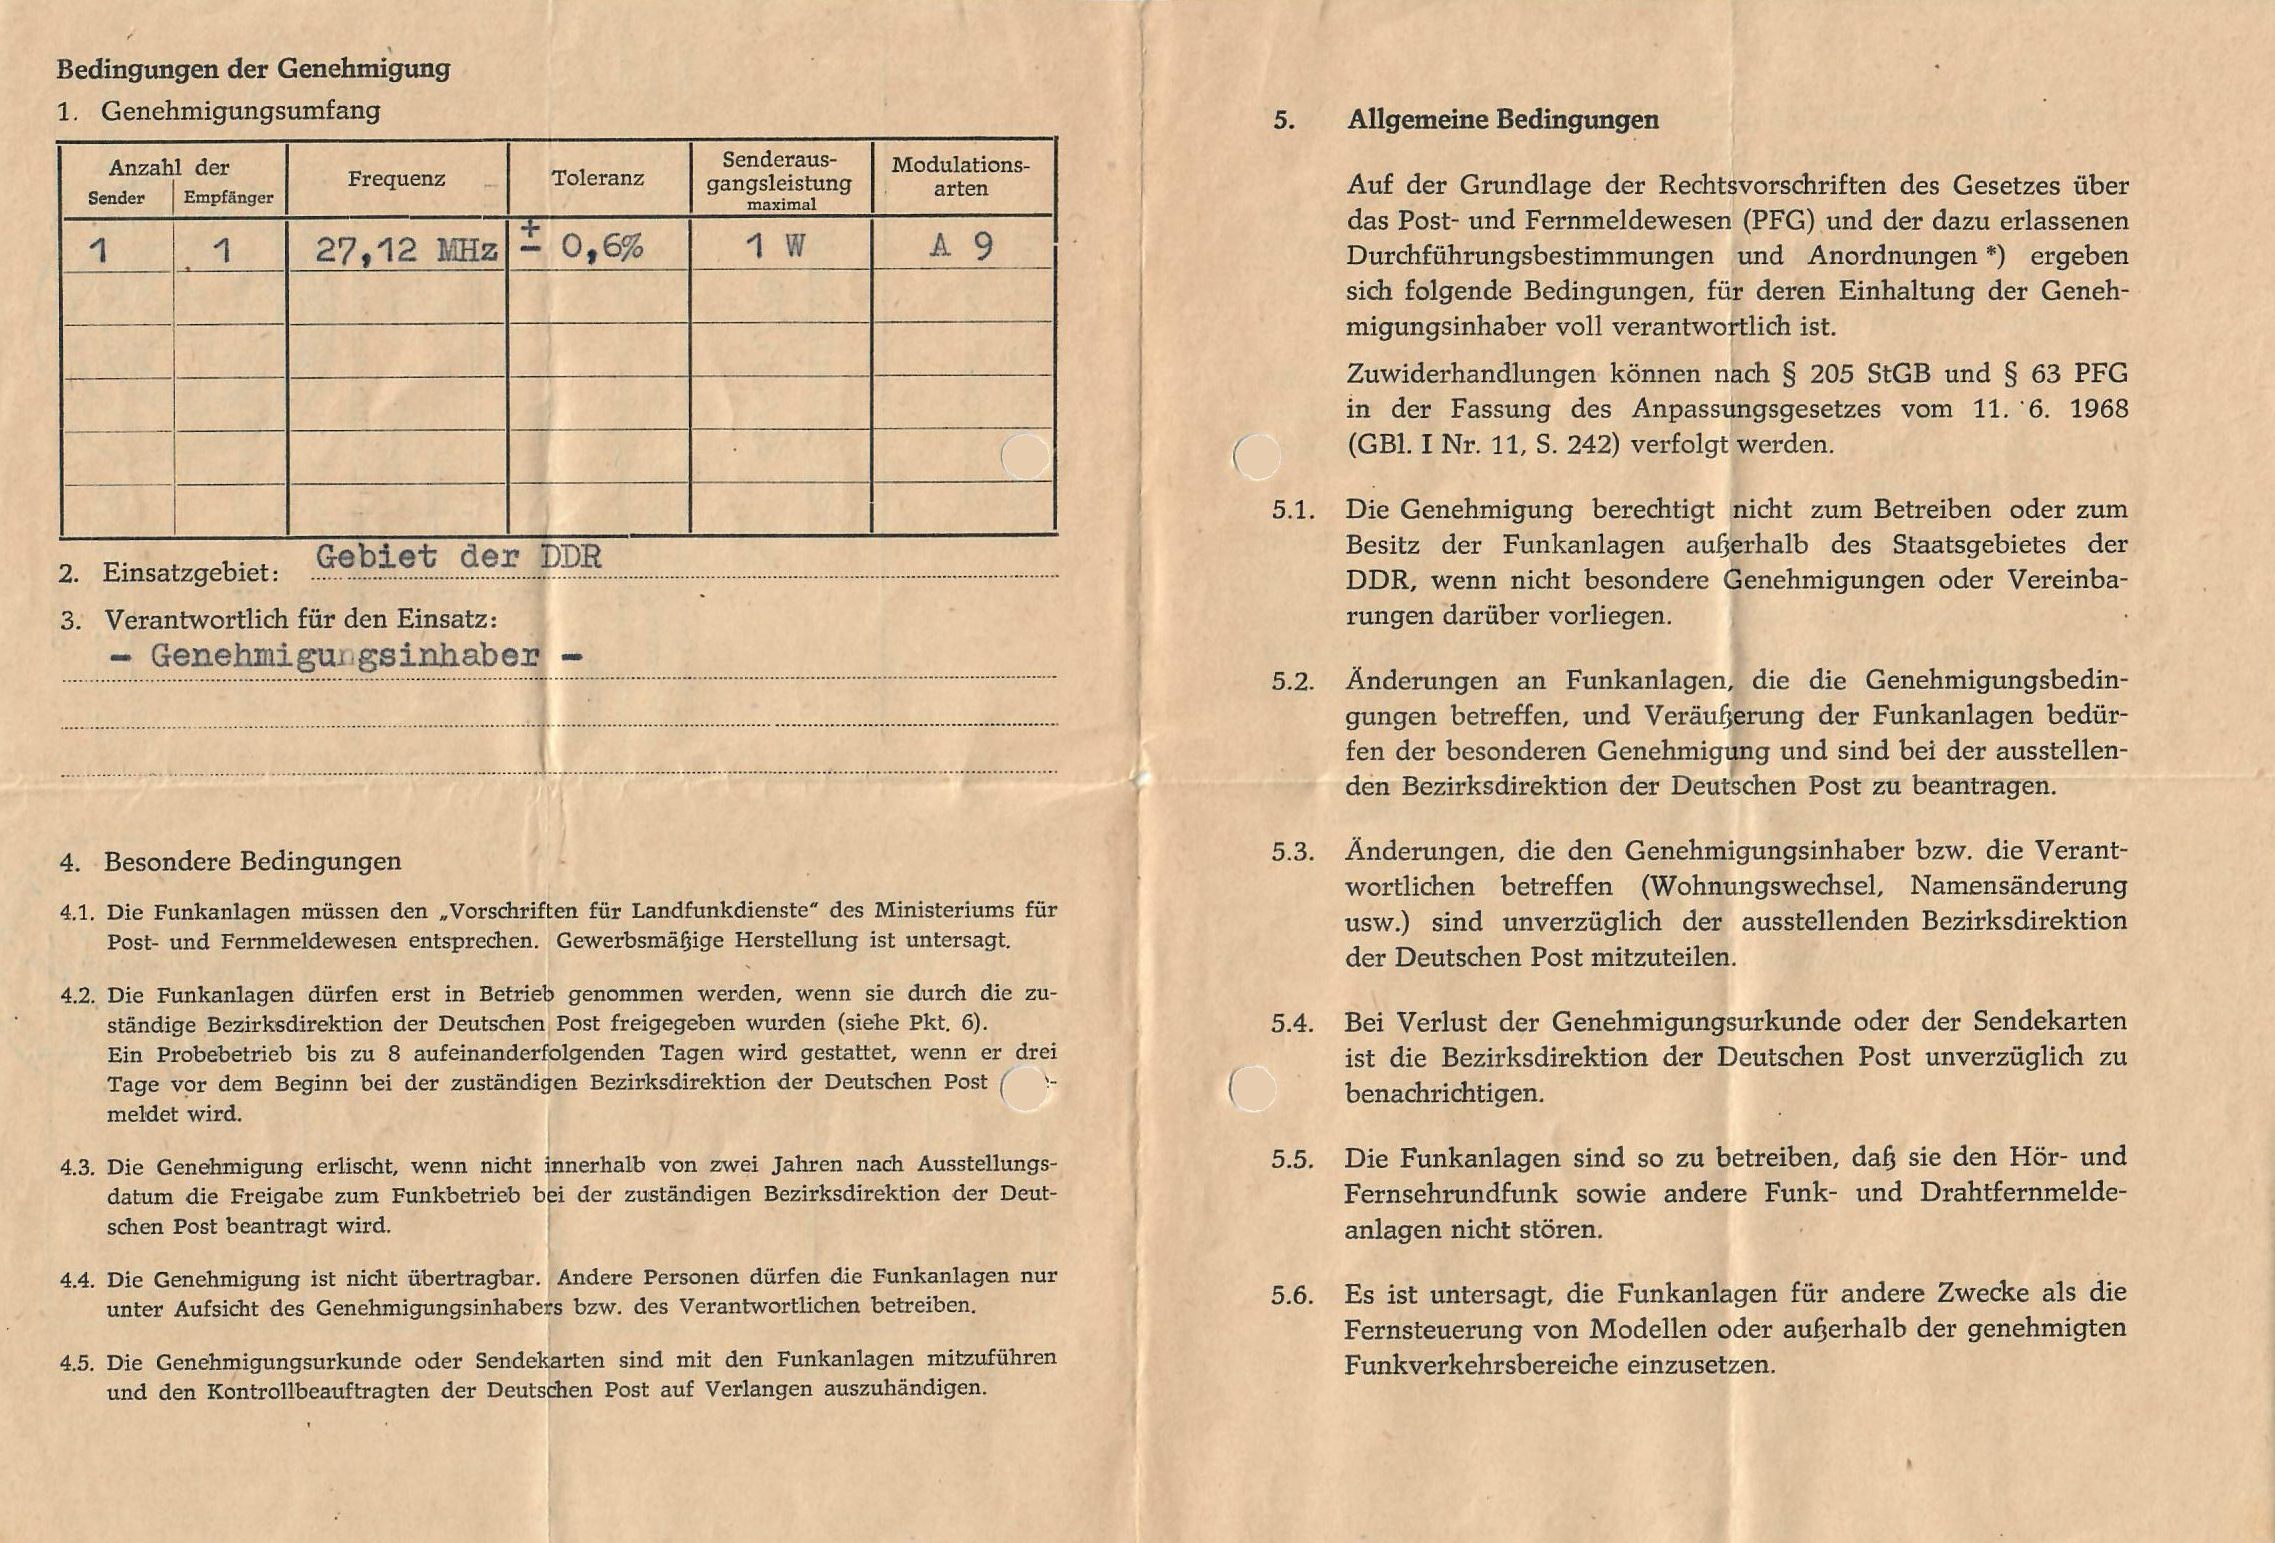 Bedingungen der Genehmigung
1. Genehmigungsumfang
Anzahl der
Sender Empfänger
Frequenz
Toleranz
Senderaus-
gangsleistung
maximal
Modulations-
arten
1 1 27,12 MHz ± 0,6% 1 W A 9
2. Einsatzgebiet: Gebiet der DDR
3. Verantwortlich für den Einsatz:
- Genehmigungsinhaber -
4. Besondere Bedingungen
4.1. Die Funkanlagen müssen den „Vorschriften für Landfunkdienste" des Ministeriums für
Post- und Fernmeldewesen entsprechen. Gewerbsmäßige Herstellung ist untersagt.
4.2. Die Funkanlagen dürfen erst in Betrieb genommen werden, wenn sie durch die zu-
ständige Bezirksdirektion der Deutschen Post freigegeben wurden (siehe Pkt. 6).
Ein Probebetrieb bis zu 8 aufeinanderfolgenden Tagen wird gestattet, wenn er drei
Tage vor dem Beginn bei der zuständigen Bezirksdirektion der Deutschen Post
meldet wird.
4.3. Die Genehmigung erlischt, wenn nicht innerhalb von zwei Jahren nach Ausstellungs-
datum die Freigabe zum Funkbetrieb bei der zuständigen Bezirksdirektion der Deut-
schen Post beantragt wird.
4.4. Die Genehmigung ist nicht übertragbar. Andere Personen dürfen die Funkanlagen nur
unter Aufsicht des Genehmigungsinhabers bzw. des Verantwortlichen betreiben.
4.5. Die Genehmigungsurkunde oder Sendekarten sind mit den Funkanlagen mitzuführen
und den Kontrollbeauftragten der Deutschen Post auf Verlangen auszuhändigen.
5. Allgemeine Bedingungen
Auf der Grundlage der Rechtsvorschriften des Gesetzes über
das Post- und Fernmeldewesen (PFG) und der dazu erlassenen
Durchführungsbestimmungen und Anordnungen *) ergeben
sich folgende Bedingungen, für deren Einhaltung der Geneh-
migungsinhaber voll verantwortlich ist.
Zuwiderhandlungen können nach § 205 StGB und § 63 PFG
in der Fassung des Anpassungsgesetzes vom 11. 6. 1968
(GBl. I Nr. 11, S. 242) verfolgt werden.
5.1. Die Genehmigung berechtigt nicht zum Betreiben oder zum
Besitz der Funkanlagen außerhalb des Staatsgebietes der
DDR, wenn nicht besondere Genehmigungen oder Vereinba-
rungen darüber vorliegen.
5.2. Änderungen an Funkanlagen, die die Genehmigungsbedin-
gungen betreffen, und Veräußerung der Funkanlagen bedür-
fen der besonderen Genehmigung und sind bei der ausstellen-
den Bezirksdirektion der Deutschen Post zu beantragen.
5.3. Änderungen, die den Genehmigungsinhaber bzw. die Verant-
wortlichen betreffen (Wohnungswechsel, Namensänderung
usw.) sind unverzüglich der ausstellenden Bezirksdirektion
der Deutschen Post mitzuteilen.
5.4. Bei Verlust der Genehmigungsurkunde oder der Sendekarten
ist die Bezirksdirektion der Deutschen Post unverzüglich zu
benachrichtigen.
5.5. Die Funkanlagen sind so zu betreiben, daß sie den Hör- und
Fernsehrundfunk sowie andere Funk- und Drahtfernmelde-
anlagen nicht stören.
5.6. Es ist untersagt, die Funkanlagen für andere Zwecke als die
Fernsteuerung von Modellen oder außerhalb der genehmigten
Funkverkehrsbereiche einzusetzen.